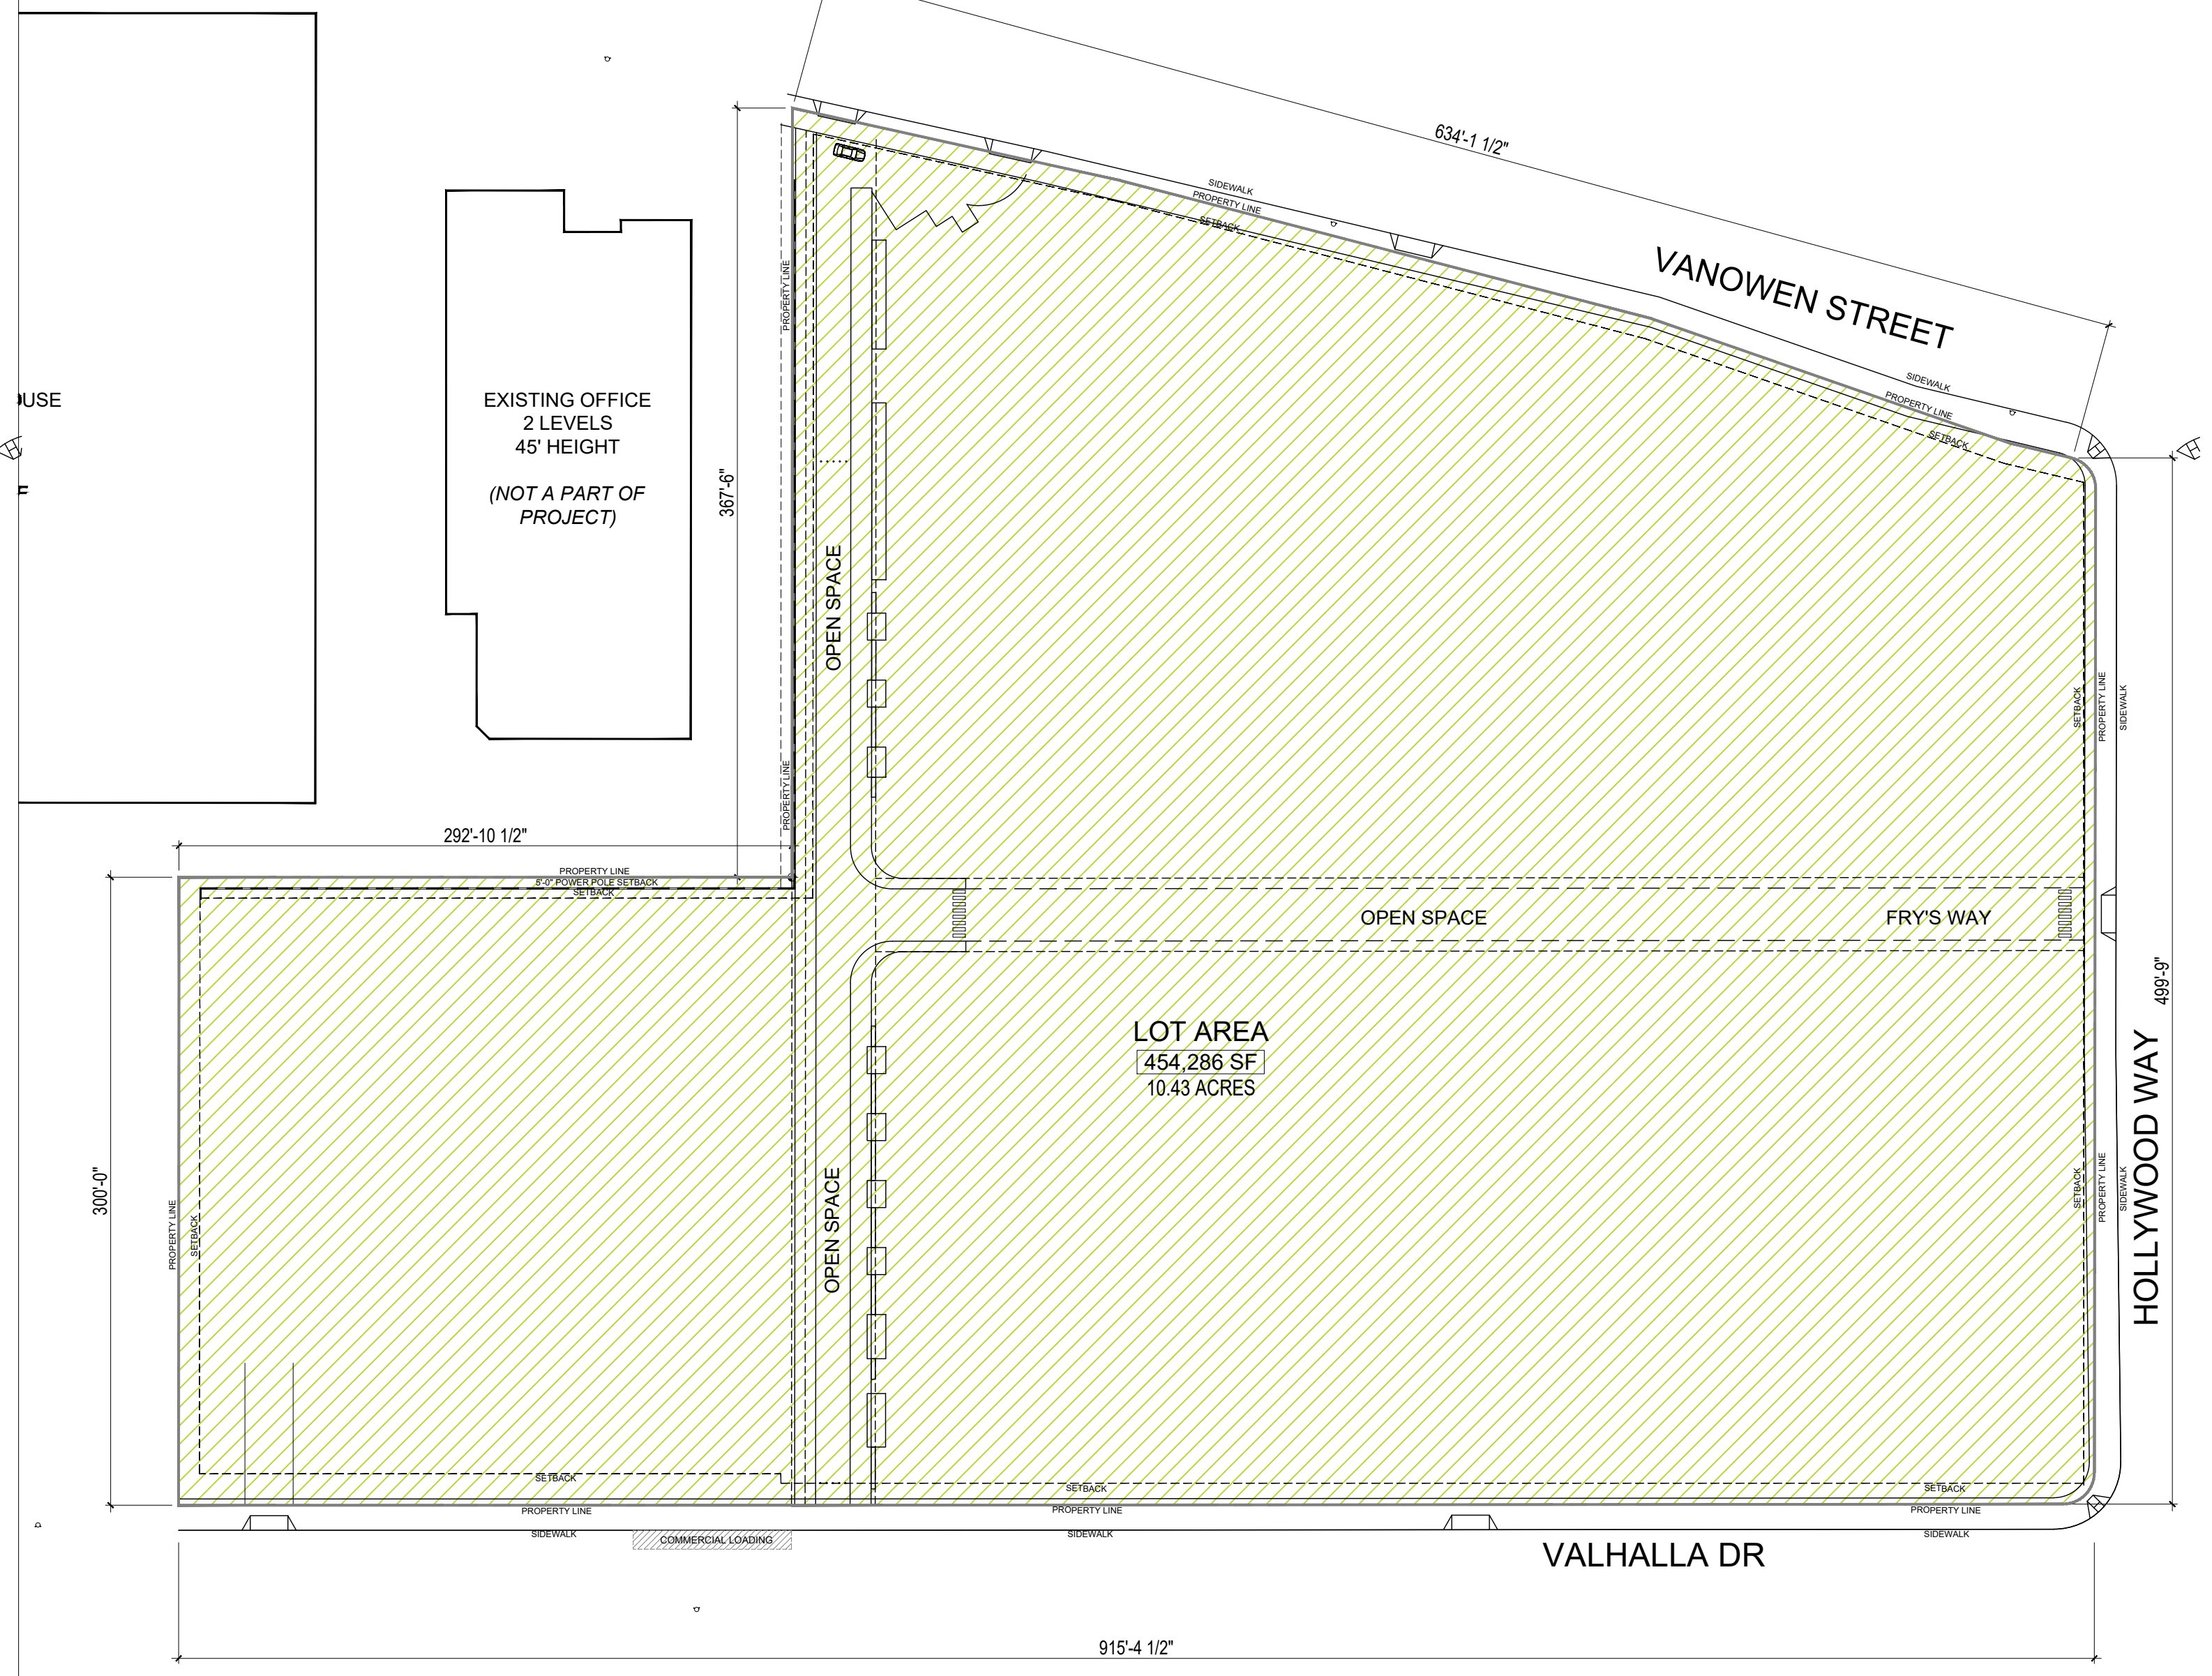 634'-1 1/2"
SIDEWALK
PROPERTY LINE
SETBACK
VANOWEN STREET
SIDEWALK
PROPERTY LINE
SETBACK
EXISTING OFFICE
2 LEVELS
45' HEIGHT
(NOT A PART OF
PROJECT)
PROPERTY LINE
367'-6"
OPEN SPACE
PROPERTY LINE
SETBACK
PROPERTY LINE
SIDEWALK
292'-10 1/2"
PROPERTY LINE
5'-0" POWER POLE SETBACK
SETBACK
OPEN SPACE
FRY'S WAY
499'-9"
LOT AREA
454,286 SF
10.43 ACRES
HOLLYWOOD WAY
300'-0"
PROPERTY LINE
SETBACK
OPEN SPACE
SETBACK
PROPERTY LINE
SIDEWALK
SETBACK
SETBACK
SETBACK
PROPERTY LINE
PROPERTY LINE
PROPERTY LINE
SIDEWALK
COMMERCIAL LOADING
SIDEWALK
SIDEWALK
VALHALLA DR
915'-4 1/2"